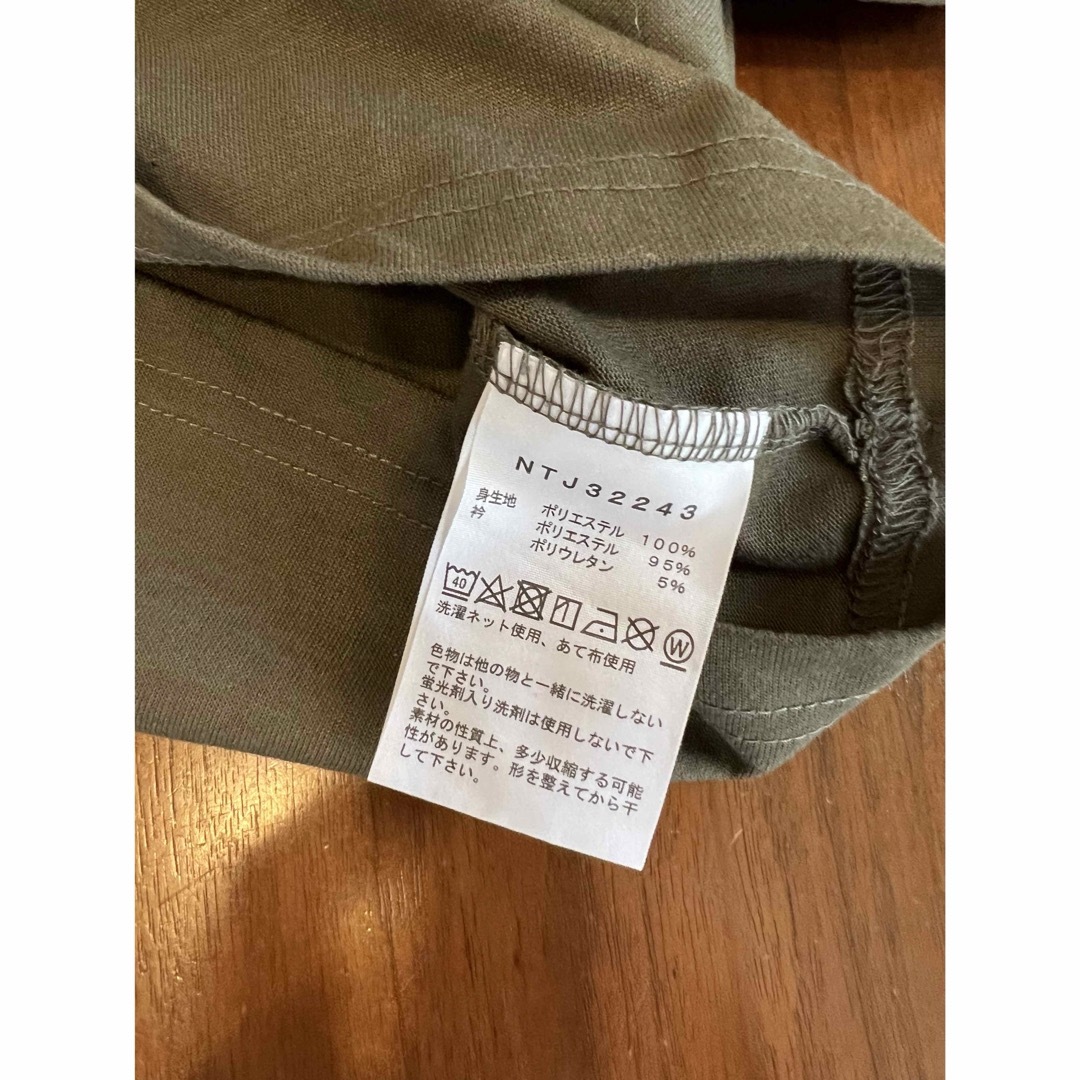 NTJ32243
身生地 ポリエステル 100%
衿 ポリエステル 95%
ポリウレタン 5%
40 W
洗濯ネット使用、あて布使用
色物は他の物と一緒に洗濯しない
で下さい。
蛍光剤入り洗剤は使用しないで下
さい。
素材の性質上、多少収縮する可能
性があります。形を整えてから干
して下さい。